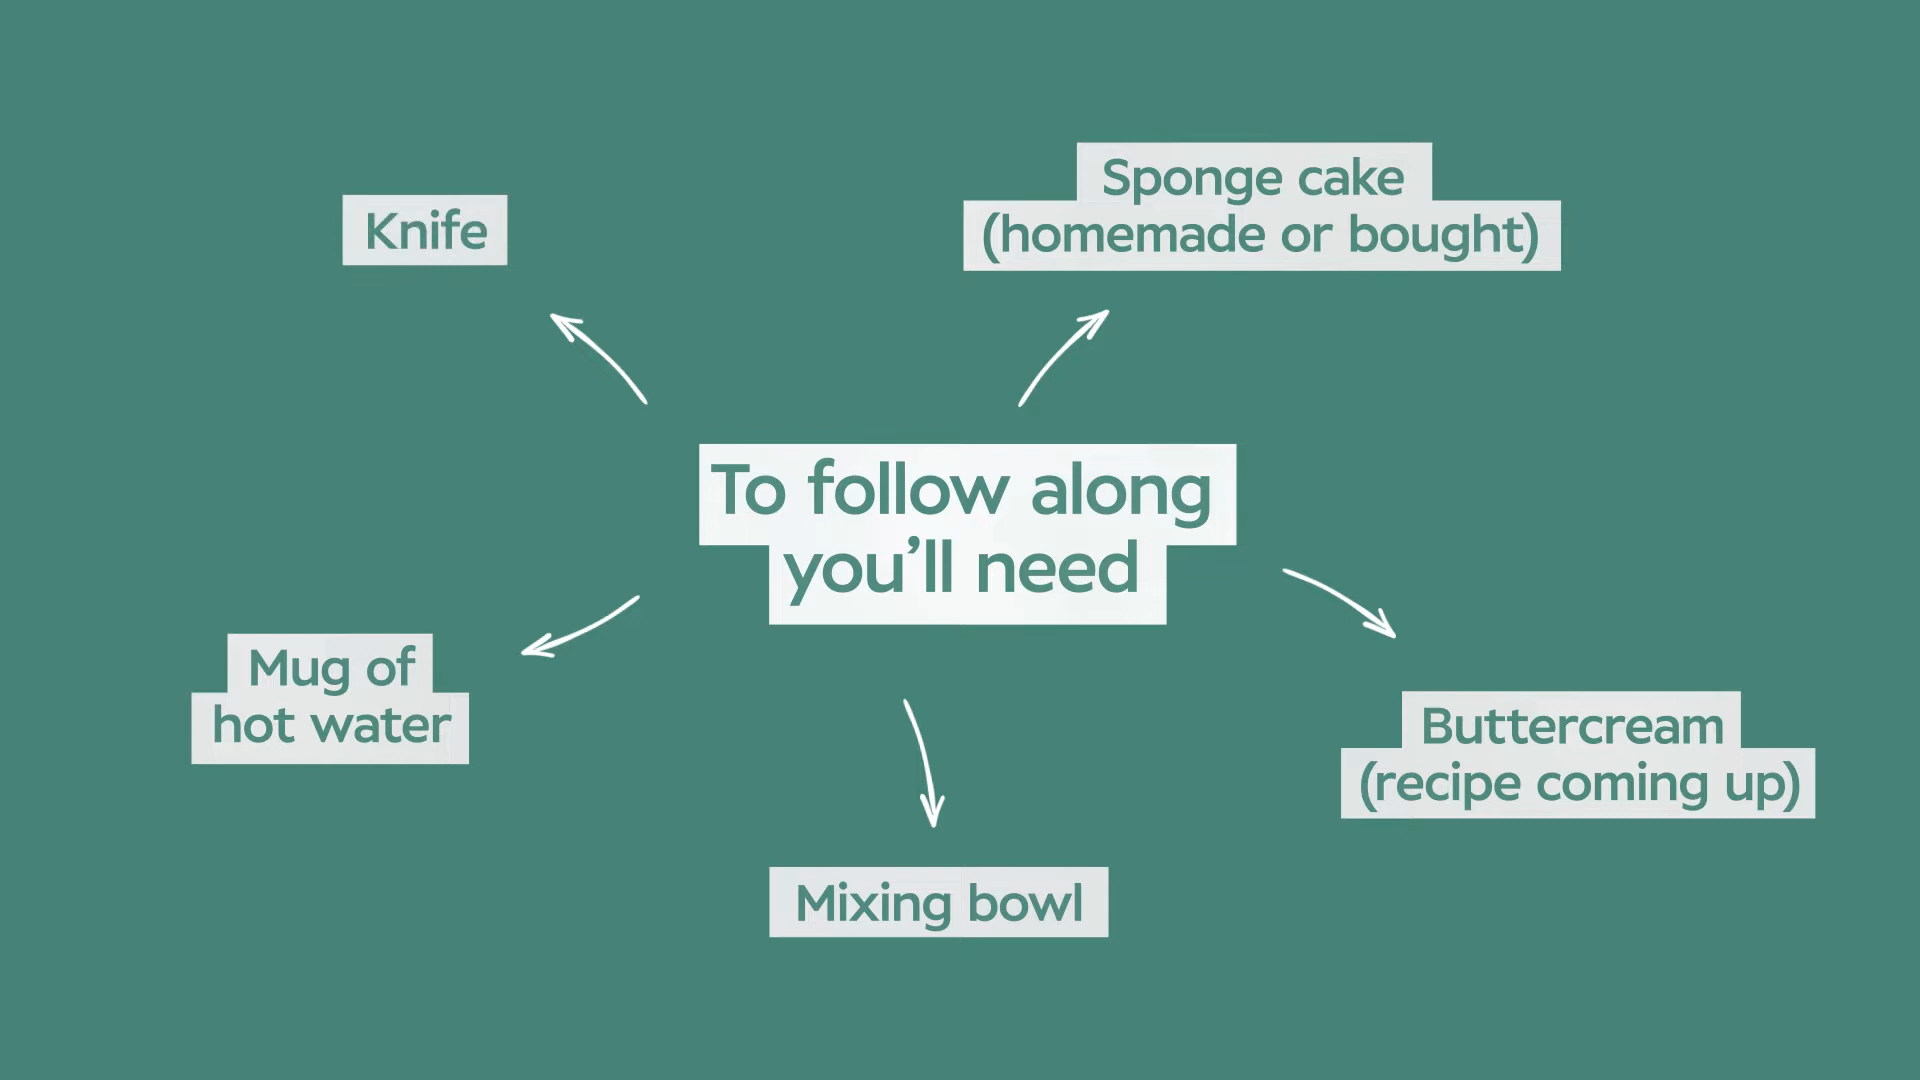 Knife
Sponge cake
(homemade or bought)
To follow along
you’ll need
Mug of
hot water
Buttercream
(recipe coming up)
Mixing bowl